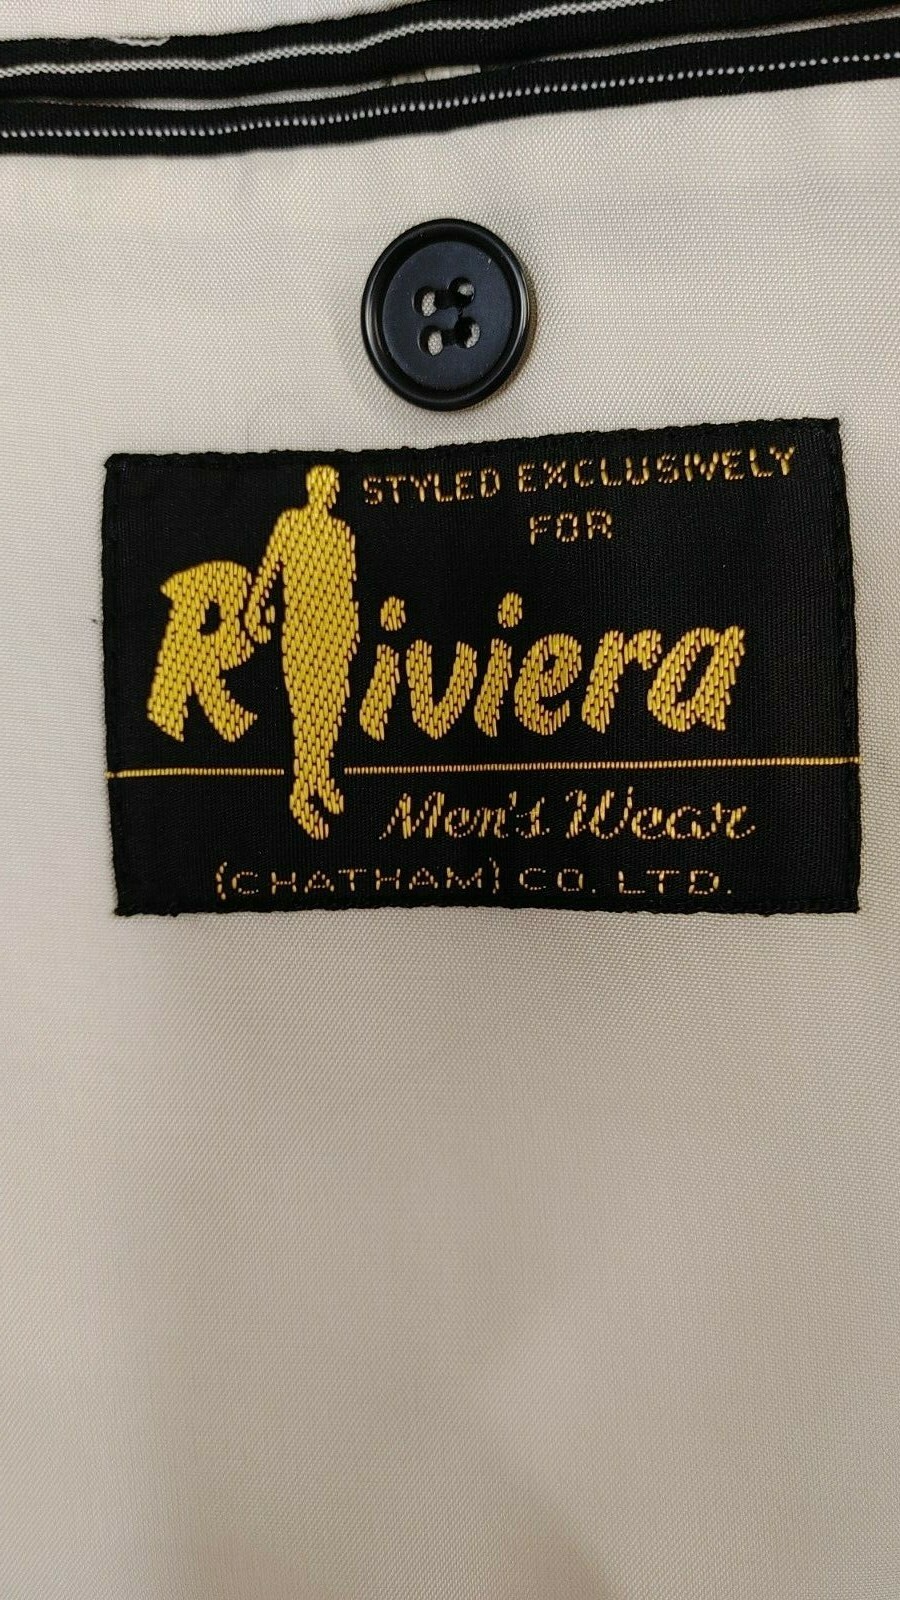 STYLED EXCLUSIVELY
FOR
Riviera
Men's Wear
(CHATHAM) CO. LTD.